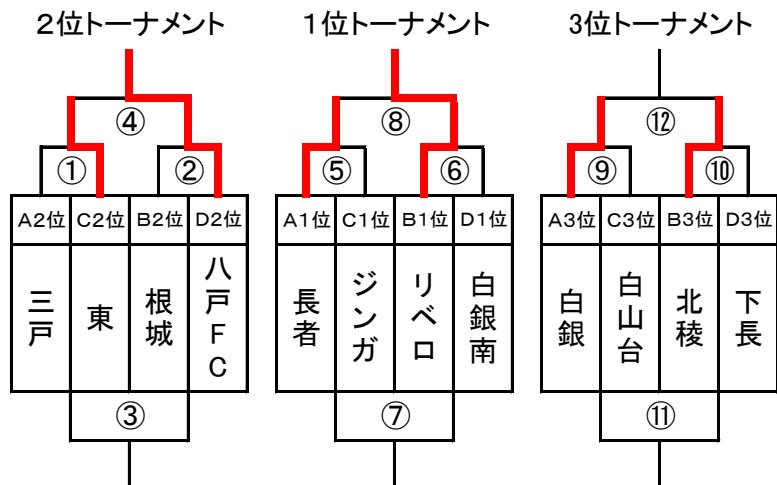 2位トーナメント
1位トーナメント
3位トーナメント
④
⑧
⑫
①
②
⑤
⑥
⑨
⑩
A2位
C2位
B2位
D2位
A1位
C1位
B1位
D1位
A3位
C3位
B3位
D3位
三戸
東
根城
八戸FC
長者
ジンガ
リベロ
白銀南
白銀
白山台
北稜
下長
③
⑦
⑪